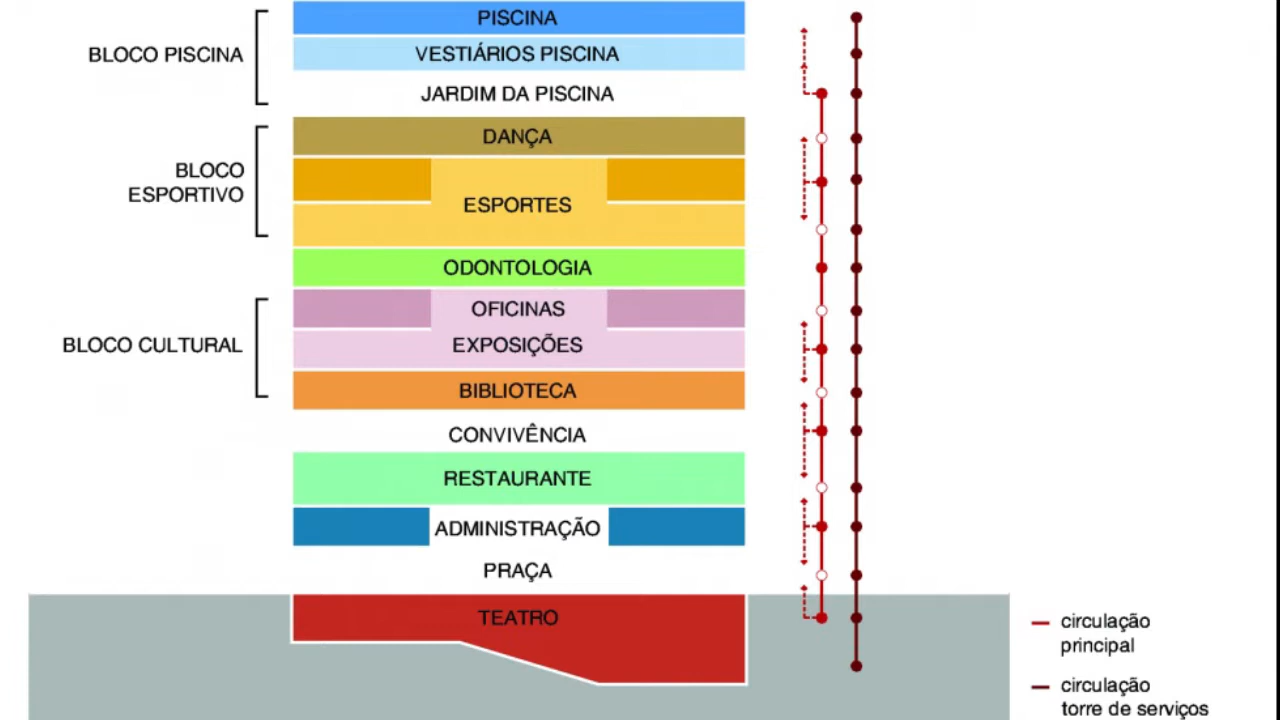 PISCINA
BLOCO PISCINA
VESTIÁRIOS PISCINA
JARDIM DA PISCINA
DANÇA
BLOCO
ESPORTIVO
ESPORTES
ODONTOLOGIA
OFICINAS
BLOCO CULTURAL
EXPOSIÇÕES
BIBLIOTECA
CONVIVÊNCIA
RESTAURANTE
ADMINISTRAÇÃO
PRAÇA
TEATRO
circulação
principal
circulação
torre de serviços